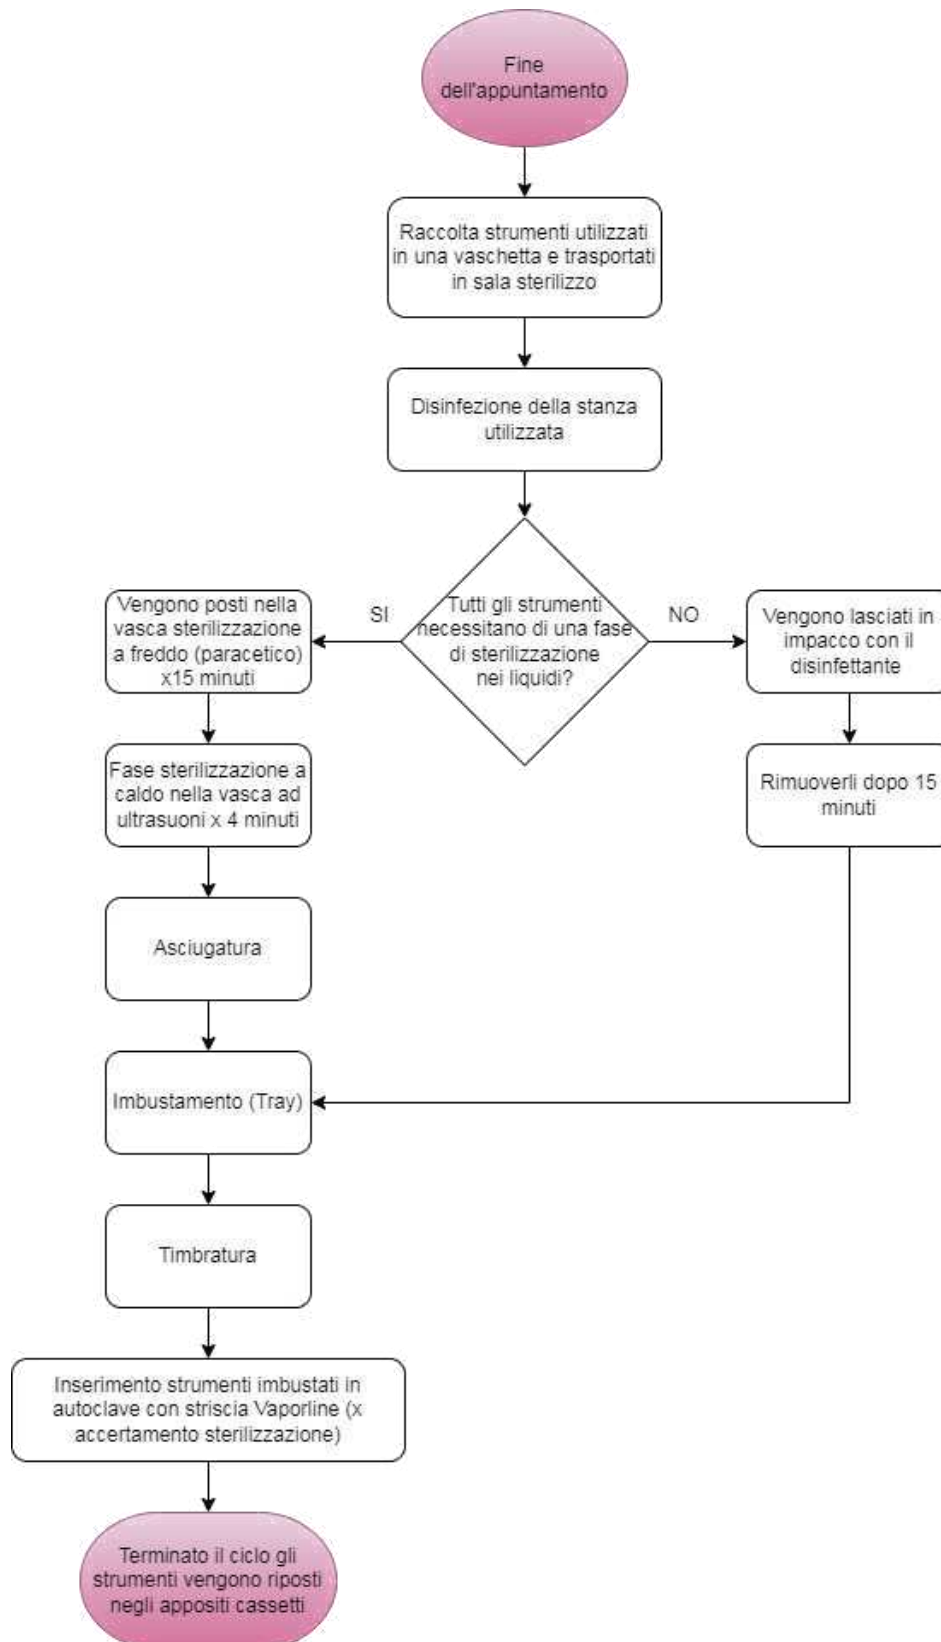 Fine
dell'appuntamento
Raccolta strumenti utilizzati
in una vaschetta e trasportati
in sala sterilizzo
Disinfezione della stanza
utilizzata
Tutti gli strumenti
necessitano di una fase
di sterilizzazione
nei liquidi?
SI
NO
Vengono posti nella
vasca sterilizzazione
a freddo (paracetico)
x15 minuti
Vengono lasciati in
impacco con il
disinfettante
Fase sterilizzazione a
caldo nella vasca ad
ultrasuoni x 4 minuti
Rimuoverli dopo 15
minuti
Asciugatura
Imbustamento (Tray)
Timbratura
Inserimento strumenti imbustati in
autoclave con striscia Vaporline (x
accertamento sterilizzazione)
Terminato il ciclo gli
strumenti vengono riposti
negli appositi cassetti